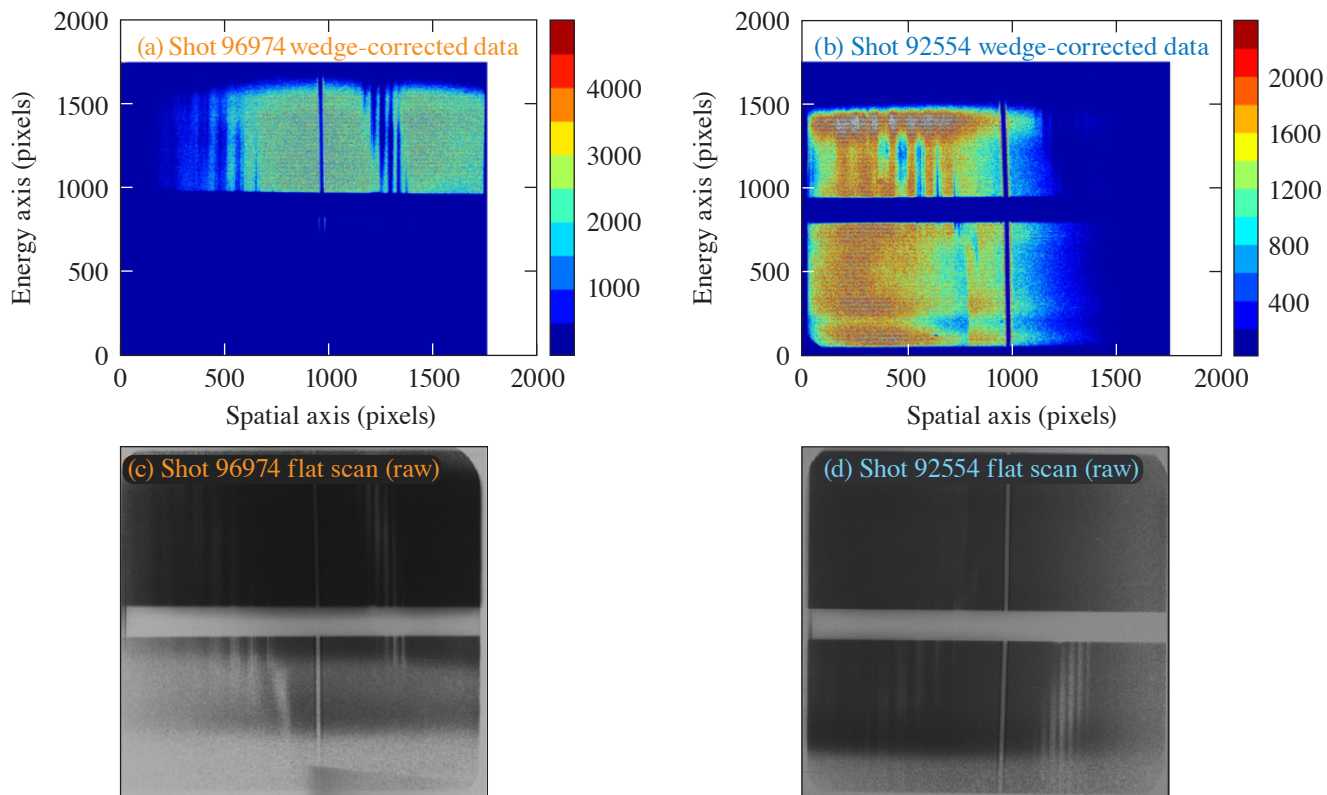 (a) Shot 96974 wedge-corrected data
2000
1500
1000
500
0
Energy axis (pixels)
0 500 1000 1500 2000
Spatial axis (pixels)
4000
3000
2000
1000
(b) Shot 92554 wedge-corrected data
2000
1500
1000
500
0
Energy axis (pixels)
0 500 1000 1500 2000
Spatial axis (pixels)
2000
1600
1200
800
400
(c) Shot 96974 flat scan (raw)
(d) Shot 92554 flat scan (raw)